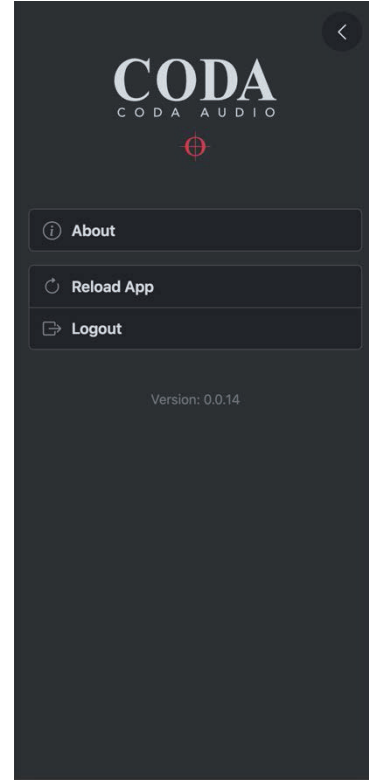 CODA
CODA AUDIO
About
Reload App
Logout
Version: 0.0.14